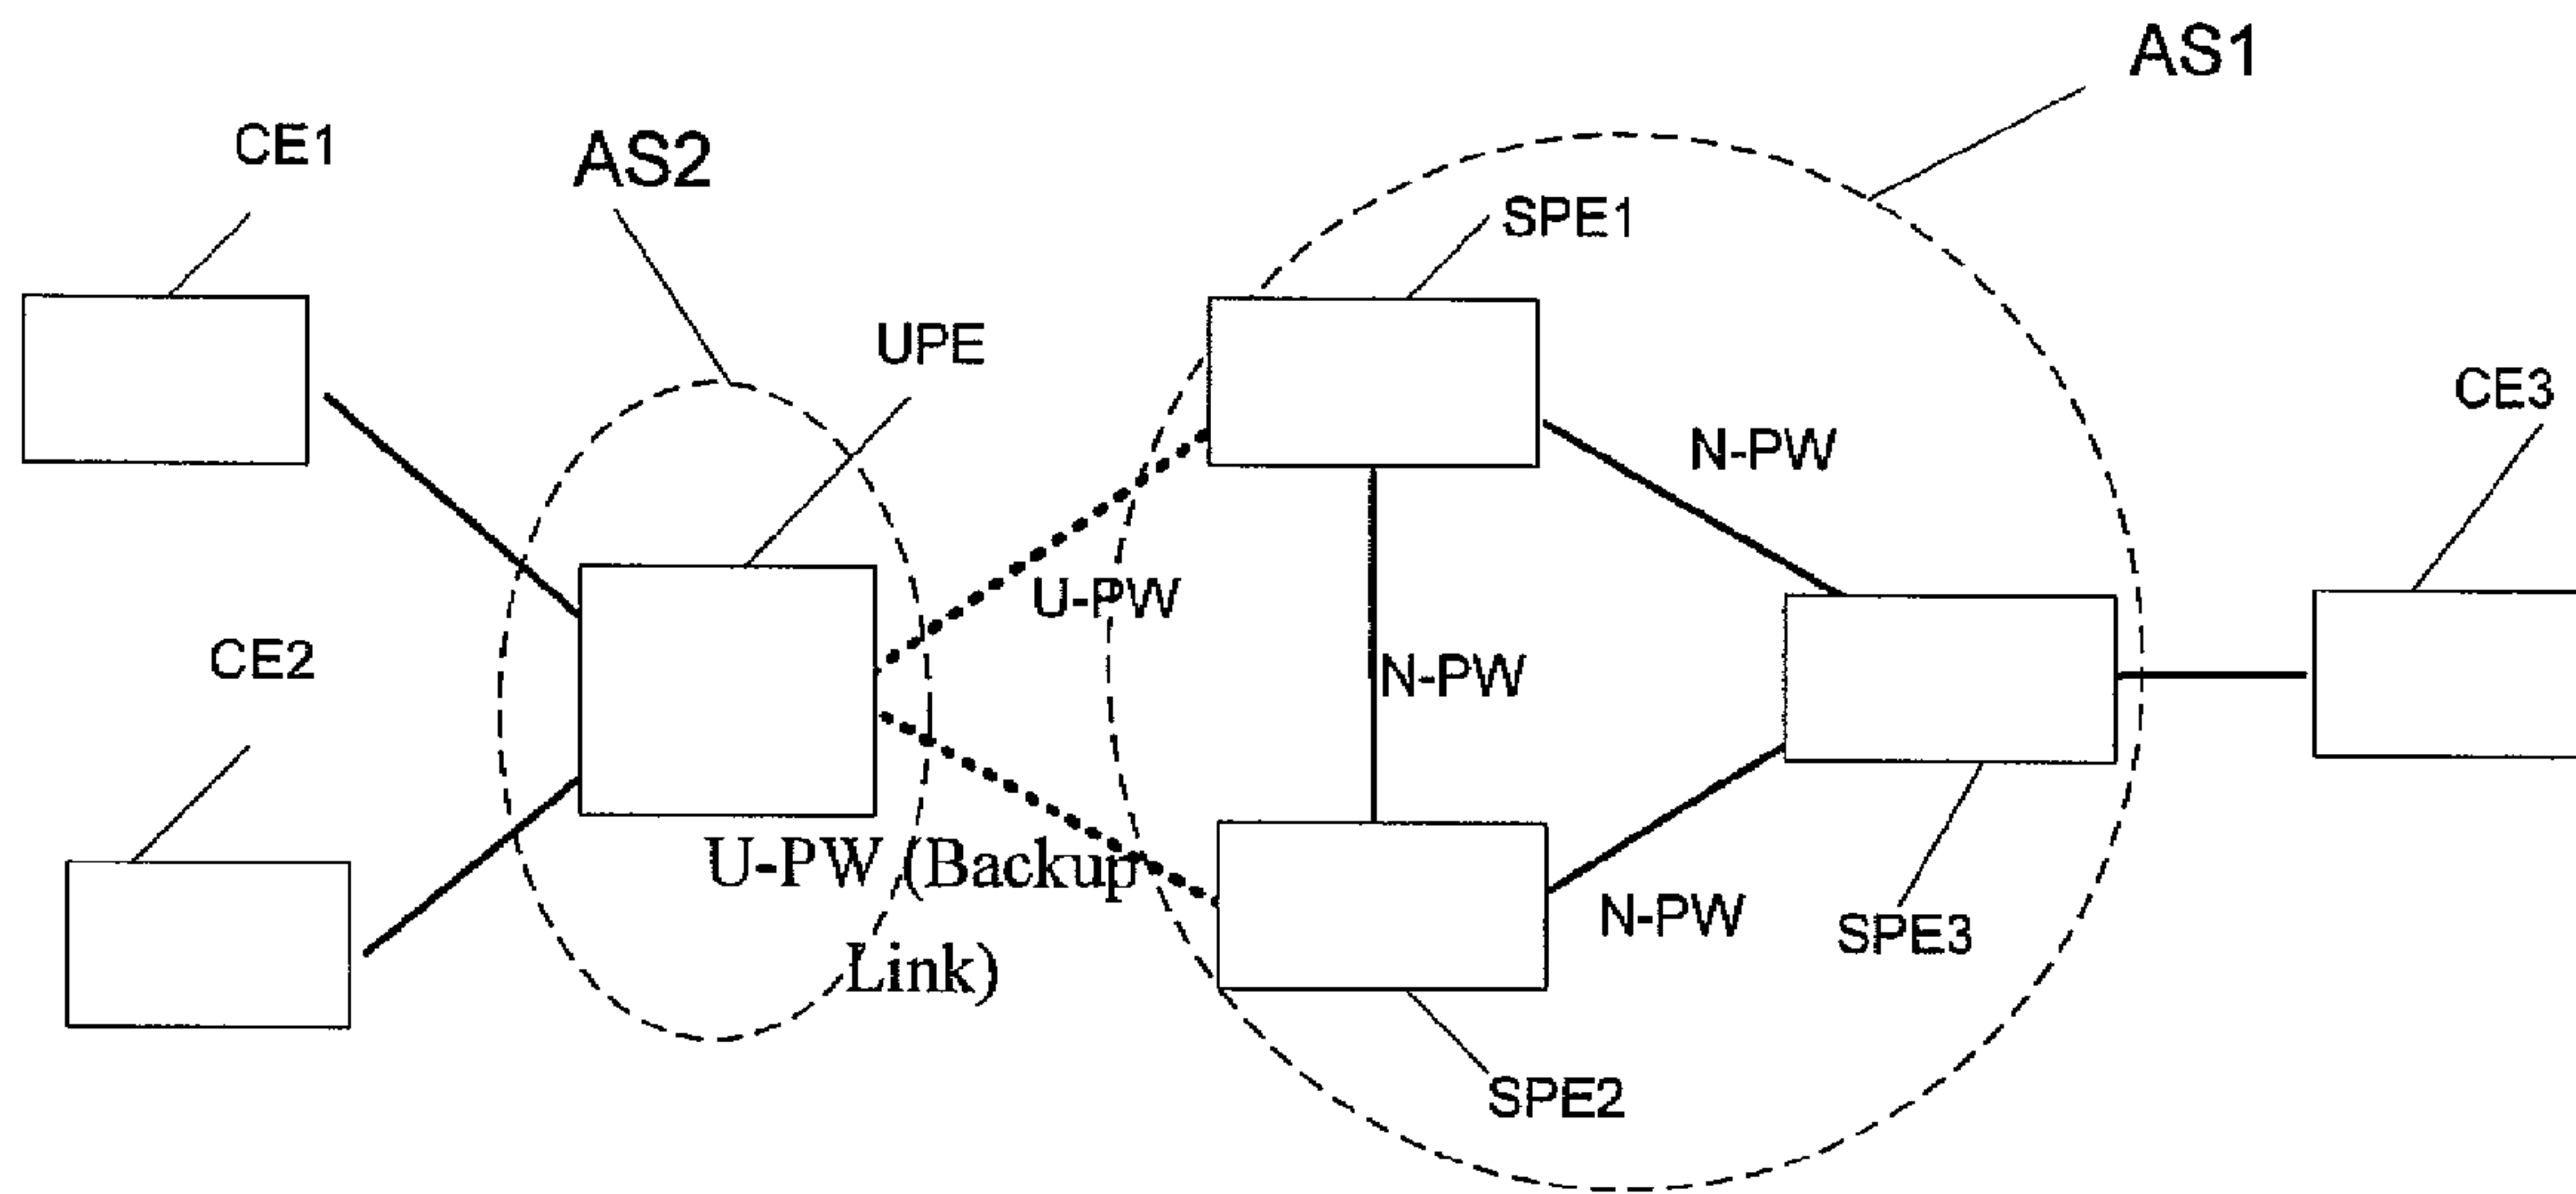 AS1
CE1
AS2
SPE1
UPE
CE3
N-PW
U-PW
CE2
N-PW
U-PW (Backup
Link)
N-PW
SPE3
SPE2